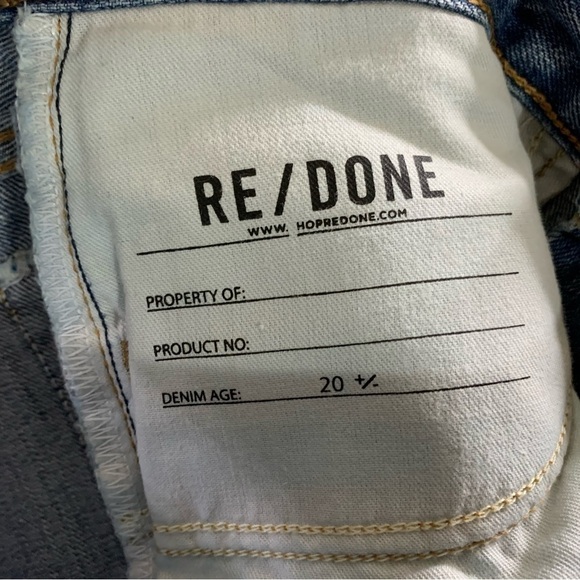 RE/DONE
WWW. HOPREDONE.COM
PROPERTY OF:
PRODUCT NO:
DENIM AGE: 20 +/-